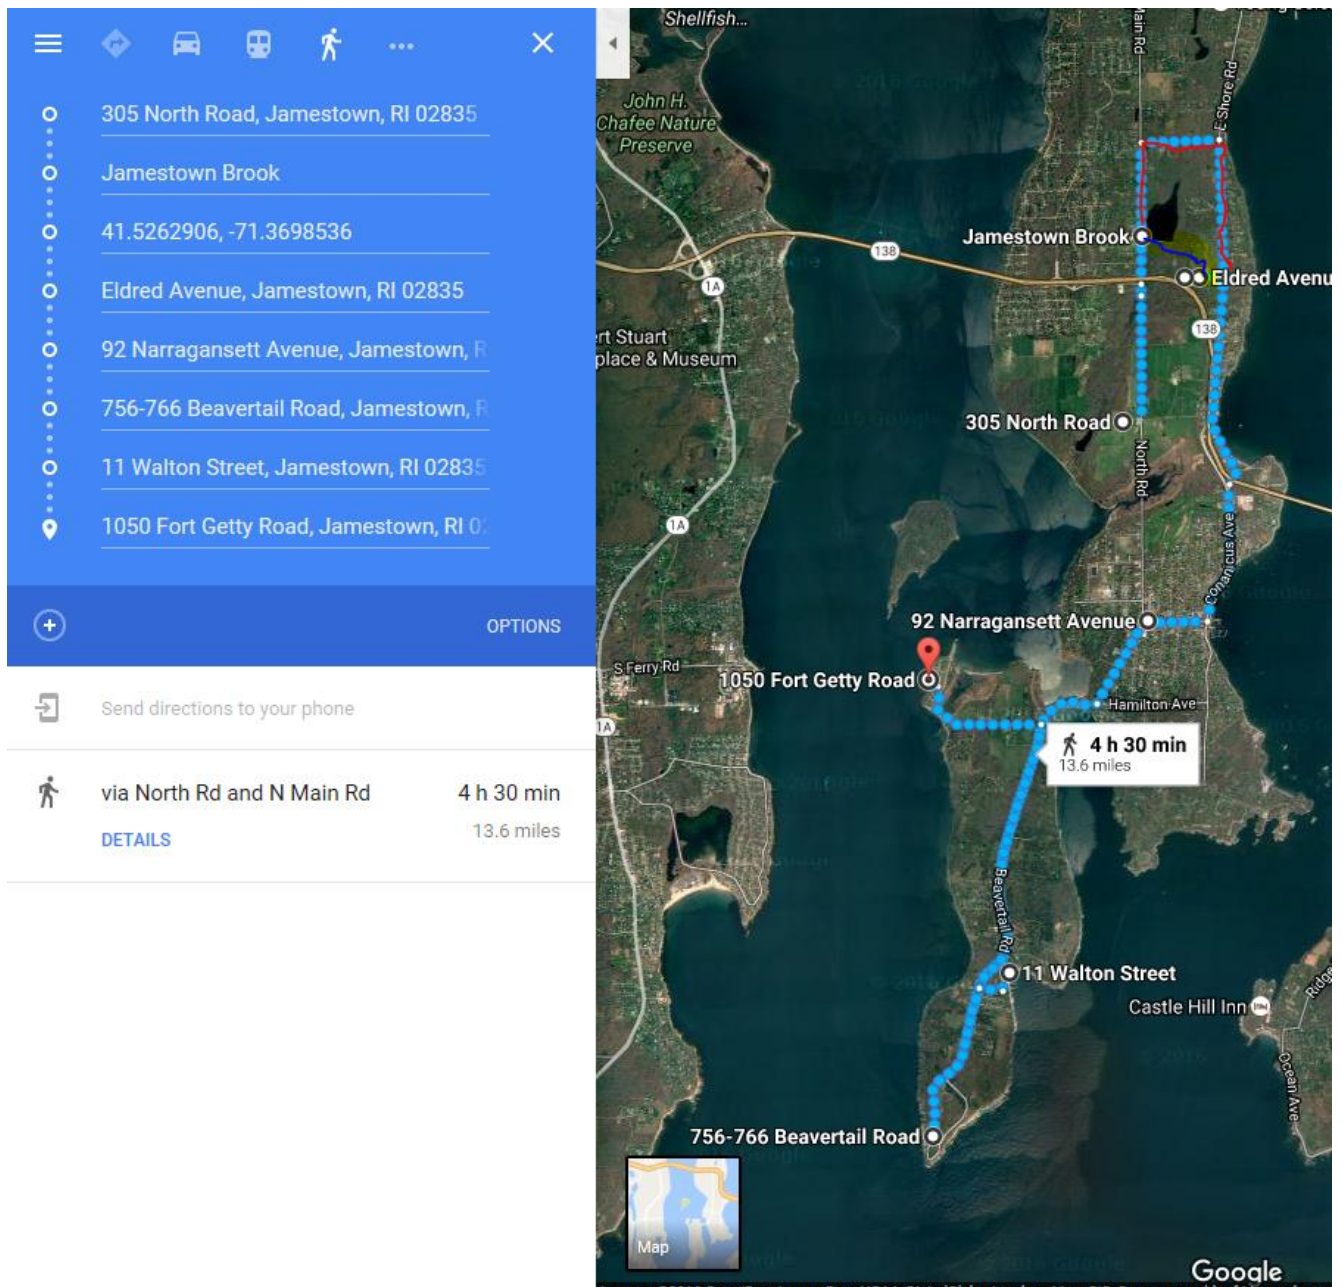 305 North Road, Jamestown, RI 02835
Jamestown Brook
41.5262906, -71.3698536
Eldred Avenue, Jamestown, RI 02835
92 Narragansett Avenue, Jamestown, R
756-766 Beavertail Road, Jamestown, R
11 Walton Street, Jamestown, RI 02835
1050 Fort Getty Road, Jamestown, RI 02
OPTIONS
Send directions to your phone
via North Rd and N Main Rd
4 h 30 min
DETAILS
13.6 miles
Shellfish...
Main Rd
E Shore Rd
John H.
Chafee Nature
Preserve
Jamestown Brook
138
1A
Eldred Avenu
ert Stuart
place & Museum
138
305 North Road
North Rd
1A
Conanicus Ave
92 Narragansett Avenue
S Ferry Rd
1050 Fort Getty Road
Hamilton Ave
1A
4 h 30 min
13.6 miles
Beavertail Rd
11 Walton Street
Castle Hill Inn
Ridge
Ocean Ave
756-766 Beavertail Road
Map
Google